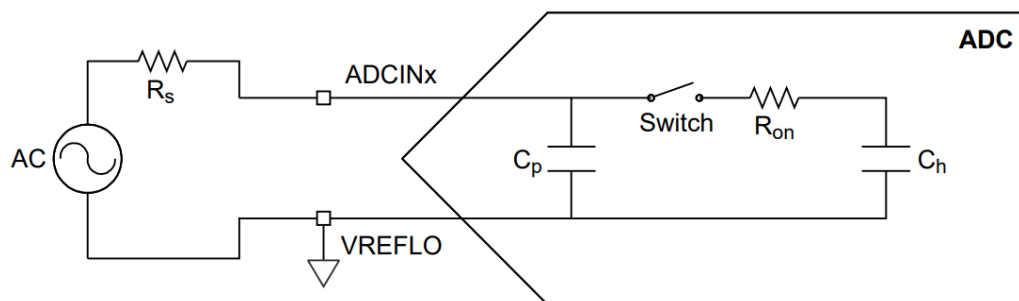 ADC
ADCINx
Rs
Switch
Ron
AC
Cp
Ch
VREFLO